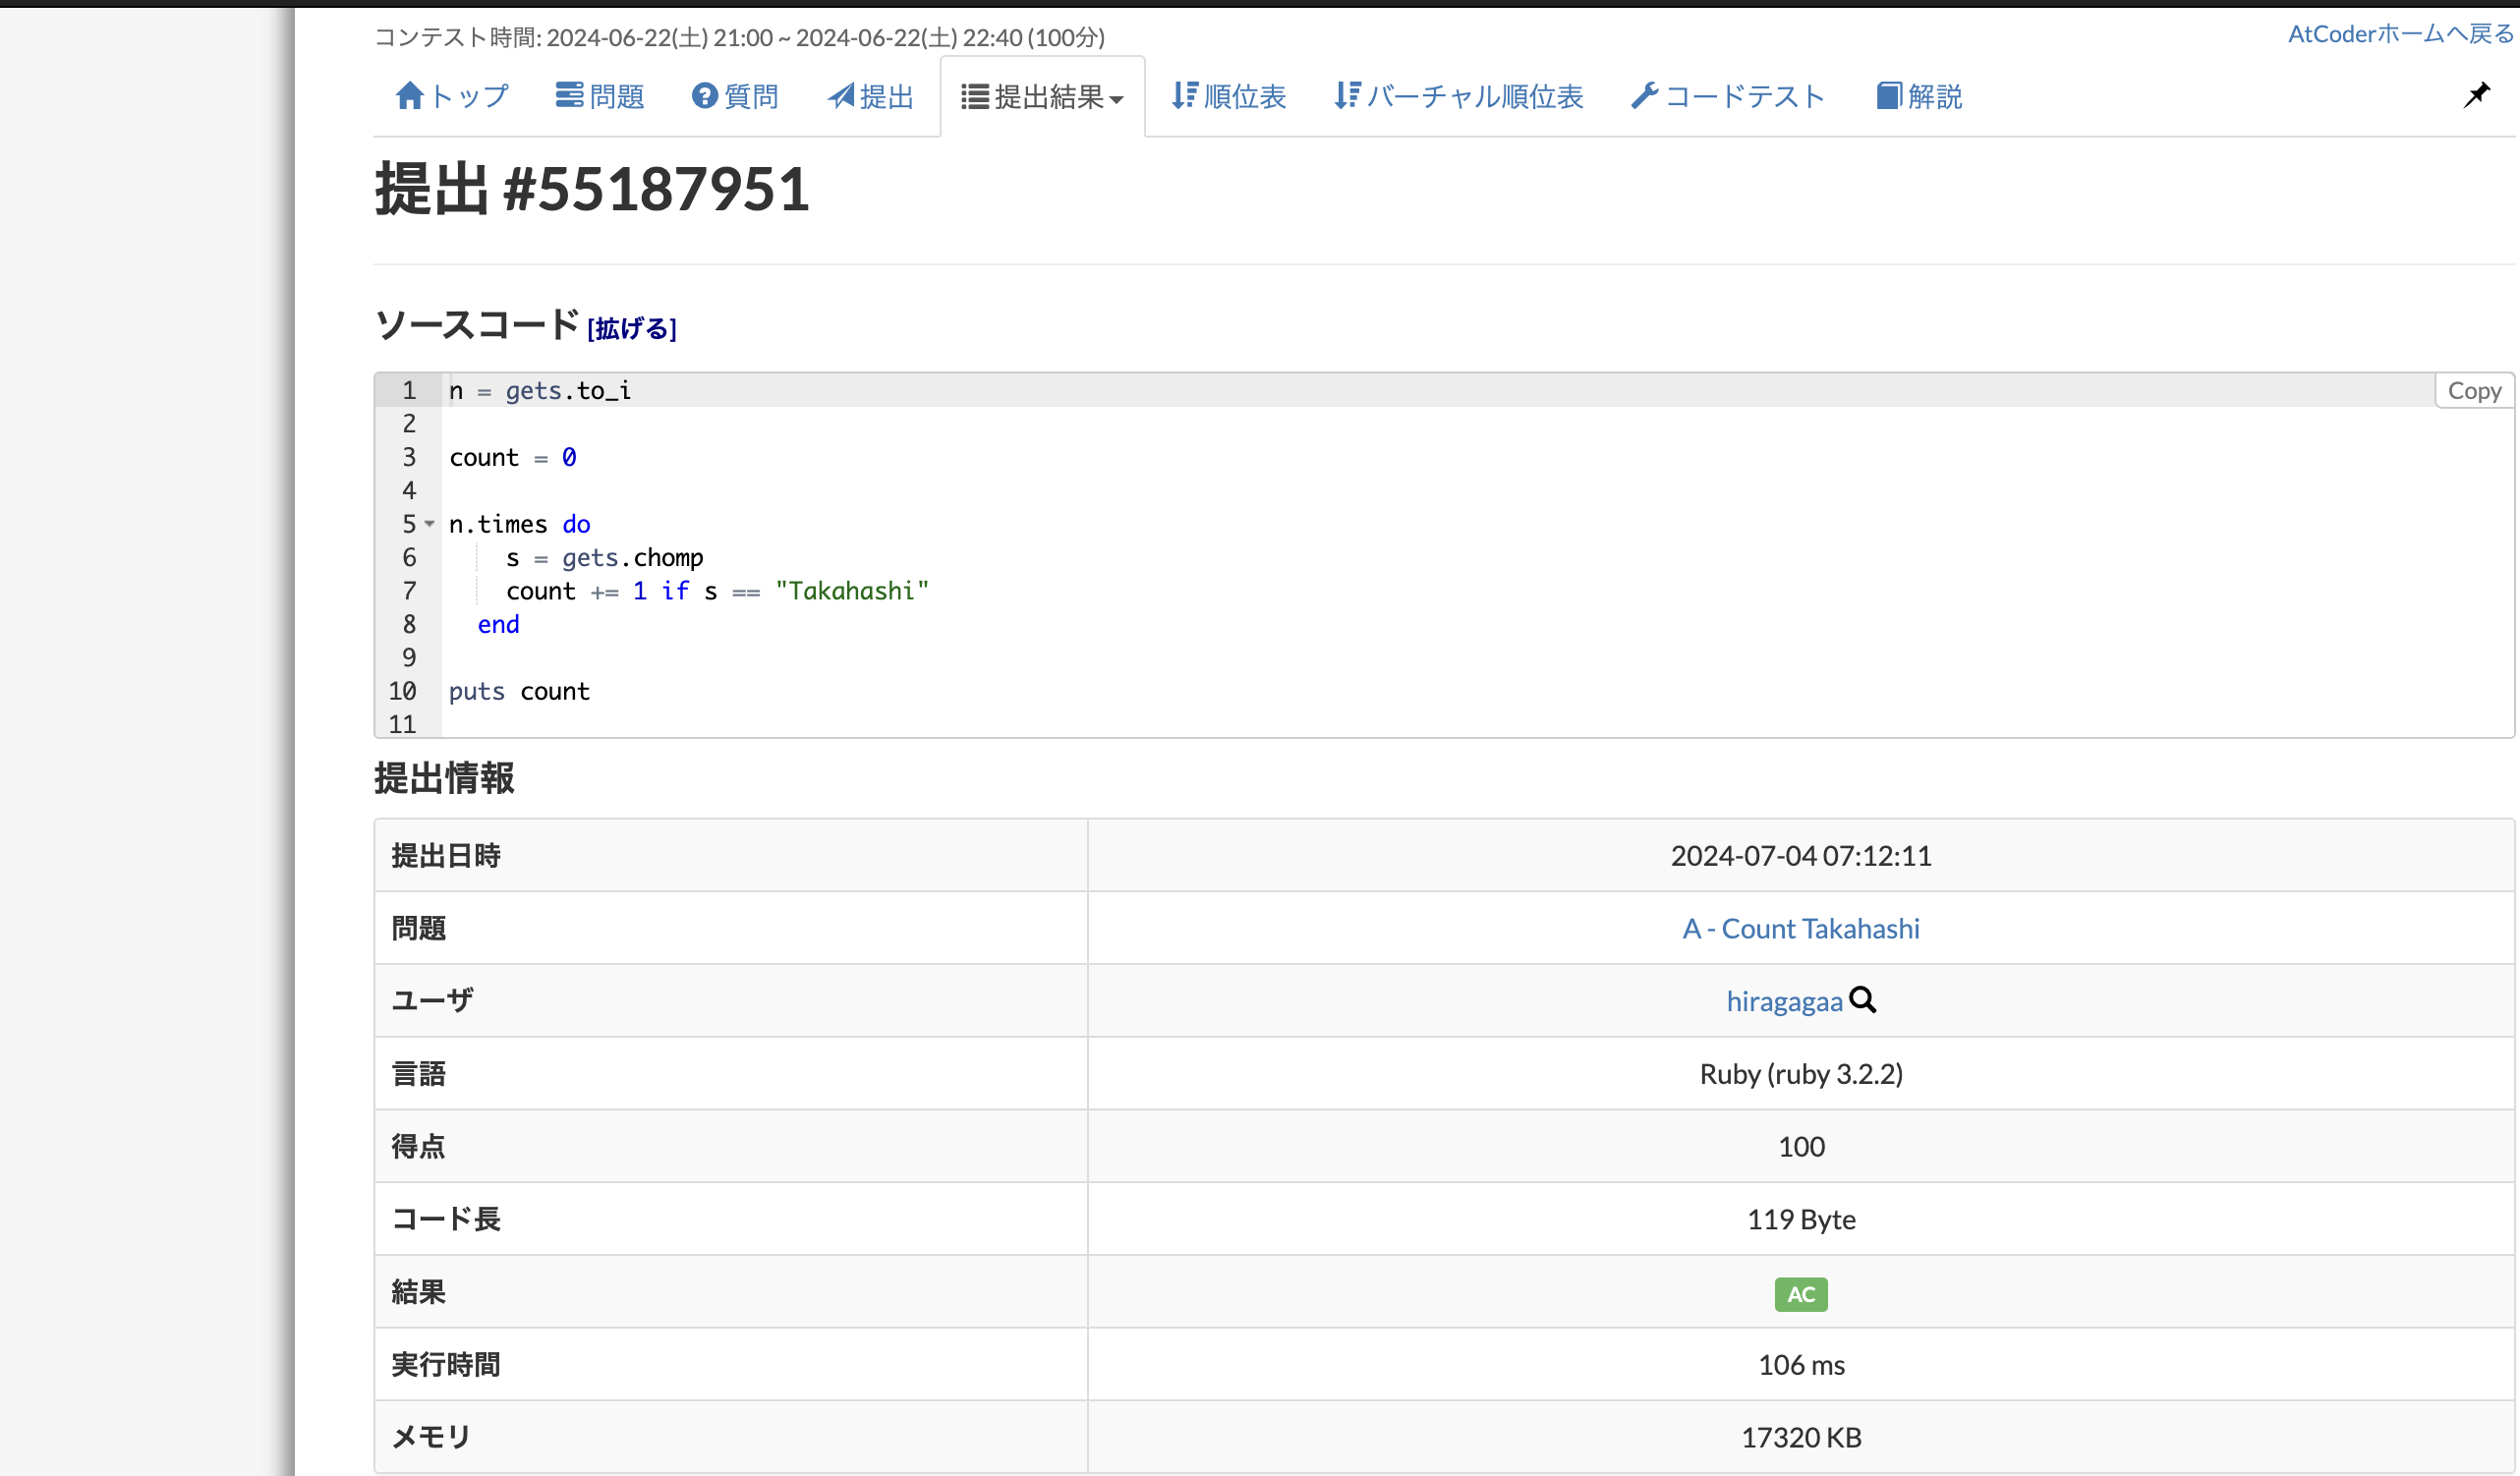 コンテスト時間: 2024-06-22(土) 21:00 ~ 2024-06-22(土) 22:40 (100分)
AtCoderホームへ戻る
トップ 問題 質問 提出 提出結果 順位表 バーチャル順位表 コードテスト 解説
提出 #55187951
ソースコード [拡げる]
Copy
1 n = gets.to_i
2
3 count = 0
4
5 n.times do
6     s = gets.chomp
7     count += 1 if s == "Takahashi"
8   end
9
10 puts count
11
提出情報
提出日時 2024-07-04 07:12:11
問題 A - Count Takahashi
ユーザ hiragagaa
言語 Ruby (ruby 3.2.2)
得点 100
コード長 119 Byte
結果 AC
実行時間 106 ms
メモリ 17320 KB